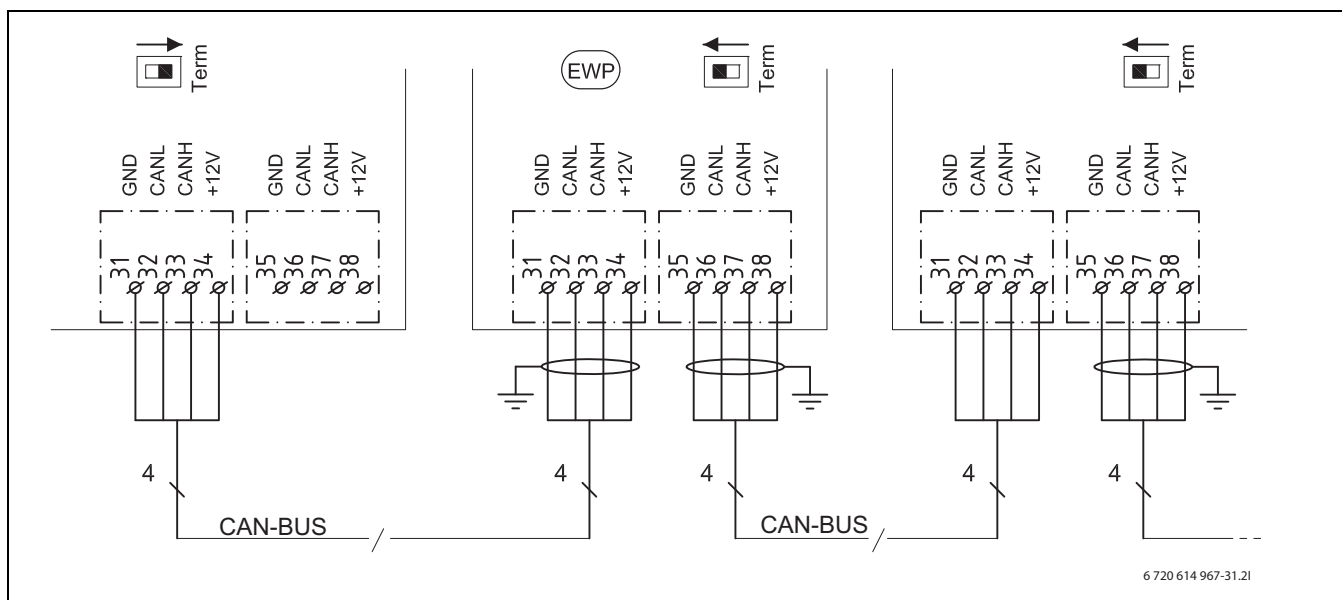 Term
EWP
Term
Term
GND CANL CANH +12V
GND CANL CANH +12V
GND CANL CANH +12V
GND CANL CANH +12V
GND CANL CANH +12V
GND CANL CANH +12V
31 32 33 34
35 36 37 38
31 32 33 34
35 36 37 38
31 32 33 34
35 36 37 38
4
4
4
4
4
CAN-BUS
CAN-BUS
6 720 614 967-31.2I